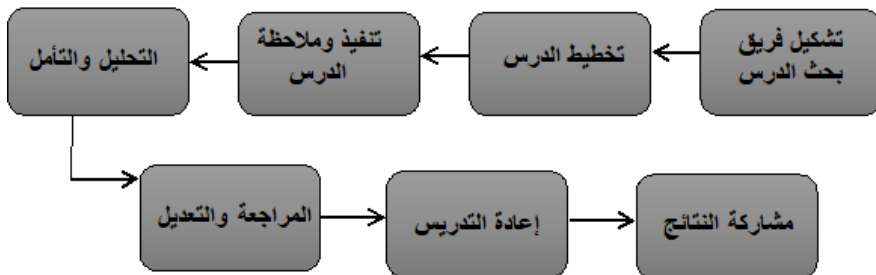 تشكيل فريق
بحث الدرس
تخطيط الدرس
تنفيذ وملاحظة
الدرس
التحليل والتأمل
المراجعة والتعديل
إعادة التدريس
مشاركة النتائج